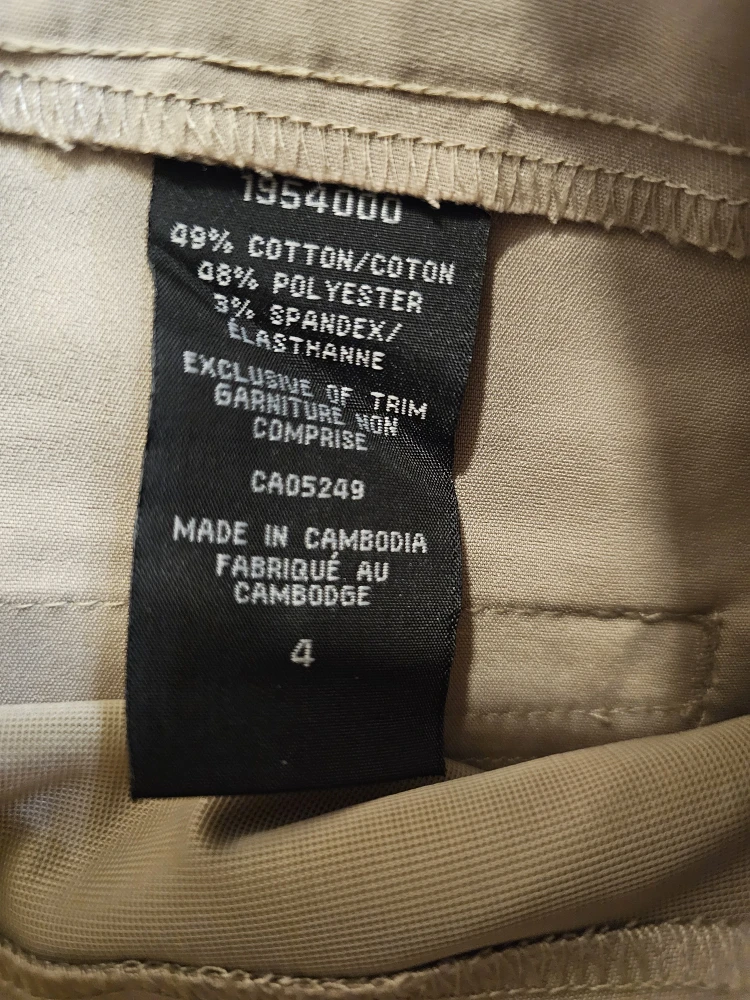 1954000
49% COTTON/COTON
48% POLYESTER
3% SPANDEX/
ÉLASTHANNE
EXCLUSIVE OF TRIM
GARNITURE NON
COMPRISE
CA05249
MADE IN CAMBODIA
FABRIQUÉ AU
CAMBODGE
4